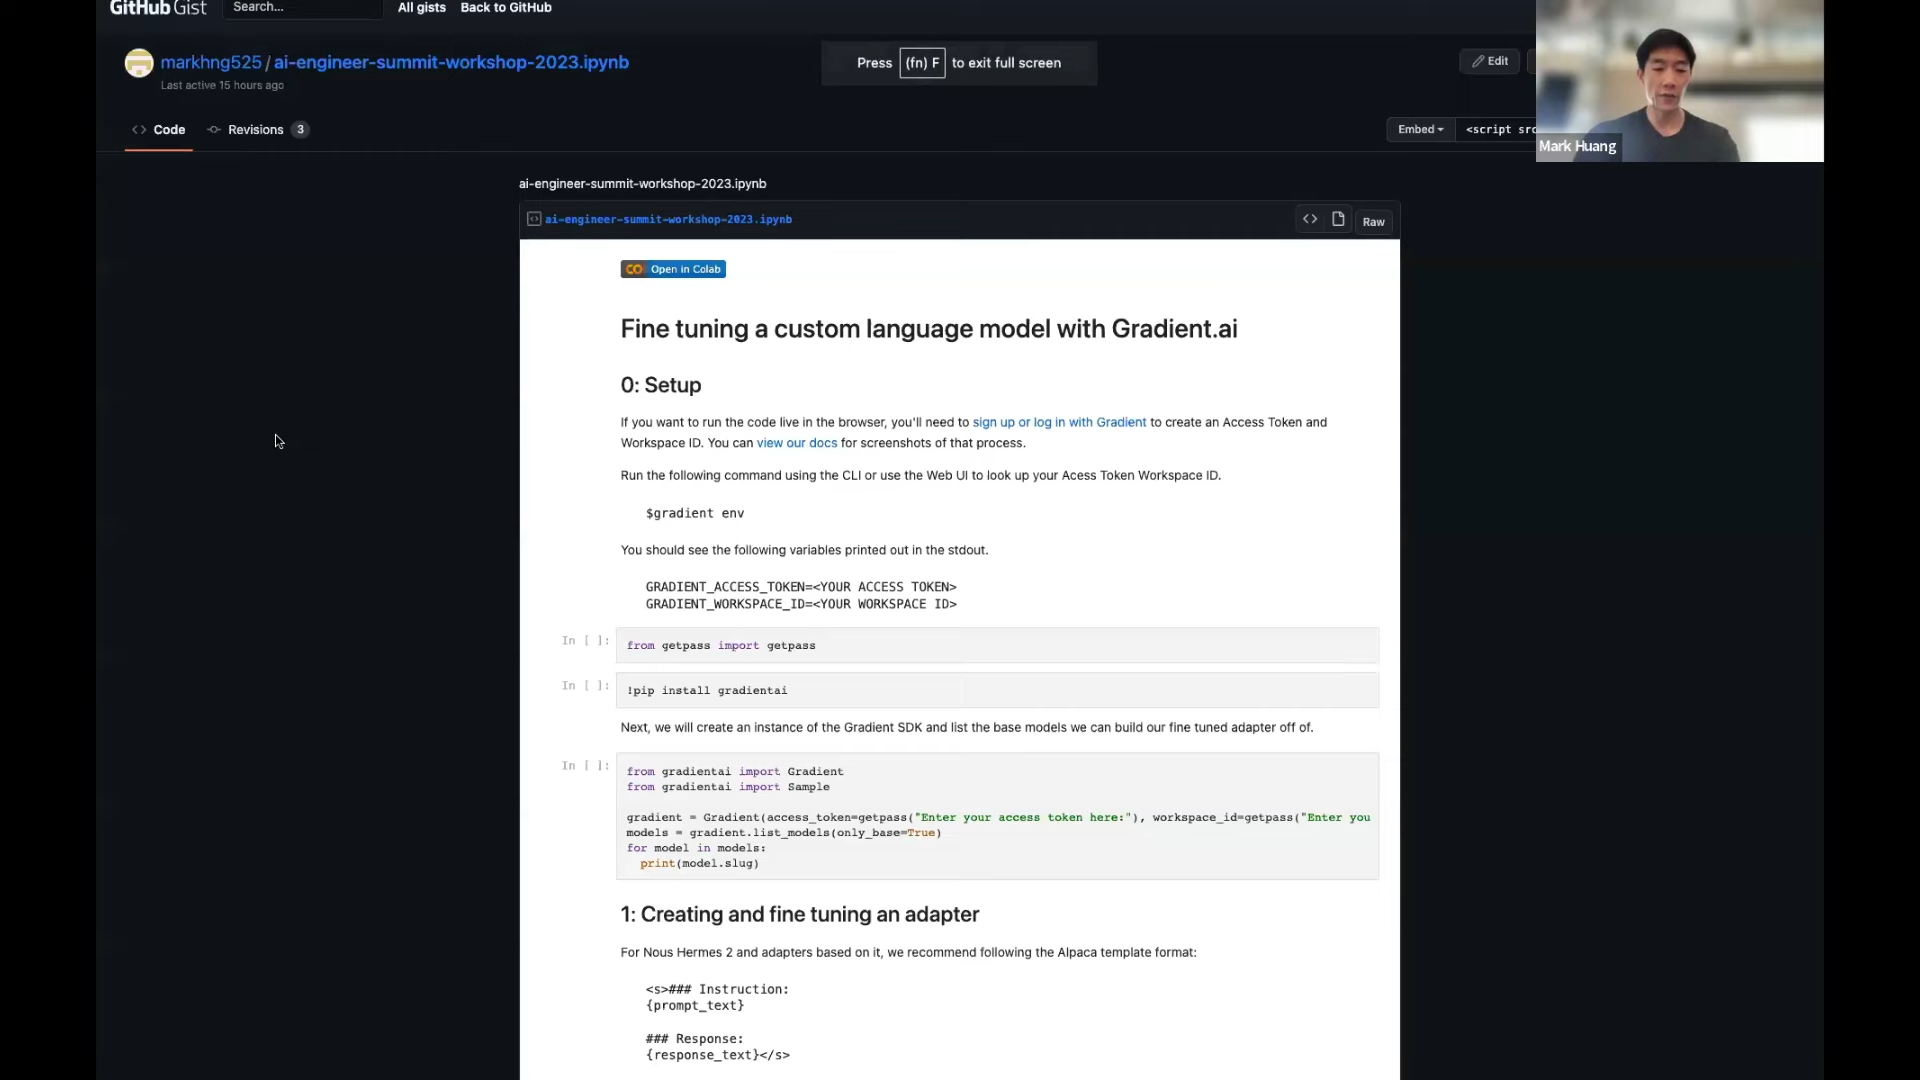 GitHub Gist
Search...
All gists
Back to GitHub
markhng525 / ai-engineer-summit-workshop-2023.ipynb
Last active 15 hours ago
Press (fn) F to exit full screen
Edit
Code
Revisions 3
Embed
<script src
Mark Huang
ai-engineer-summit-workshop-2023.ipynb
ai-engineer-summit-workshop-2023.ipynb
Raw
Open in Colab
Fine tuning a custom language model with Gradient.ai
0: Setup
If you want to run the code live in the browser, you'll need to sign up or log in with Gradient to create an Access Token and
Workspace ID. You can view our docs for screenshots of that process.
Run the following command using the CLI or use the Web UI to look up your Acess Token Workspace ID.
$gradient env
You should see the following variables printed out in the stdout.
GRADIENT_ACCESS_TOKEN=<YOUR ACCESS TOKEN>
GRADIENT_WORKSPACE_ID=<YOUR WORKSPACE ID>
In [ ]:
from getpass import getpass
In [ ]:
!pip install gradientai
Next, we will create an instance of the Gradient SDK and list the base models we can build our fine tuned adapter off of.
In [ ]:
from gradientai import Gradient
from gradientai import Sample
gradient = Gradient(access_token=getpass("Enter your access token here:"), workspace_id=getpass("Enter you
models = gradient.list_models(only_base=True)
for model in models:
print(model.slug)
1: Creating and fine tuning an adapter
For Nous Hermes 2 and adapters based on it, we recommend following the Alpaca template format:
<s>### Instruction:
{prompt_text}
### Response:
{response_text}</s>